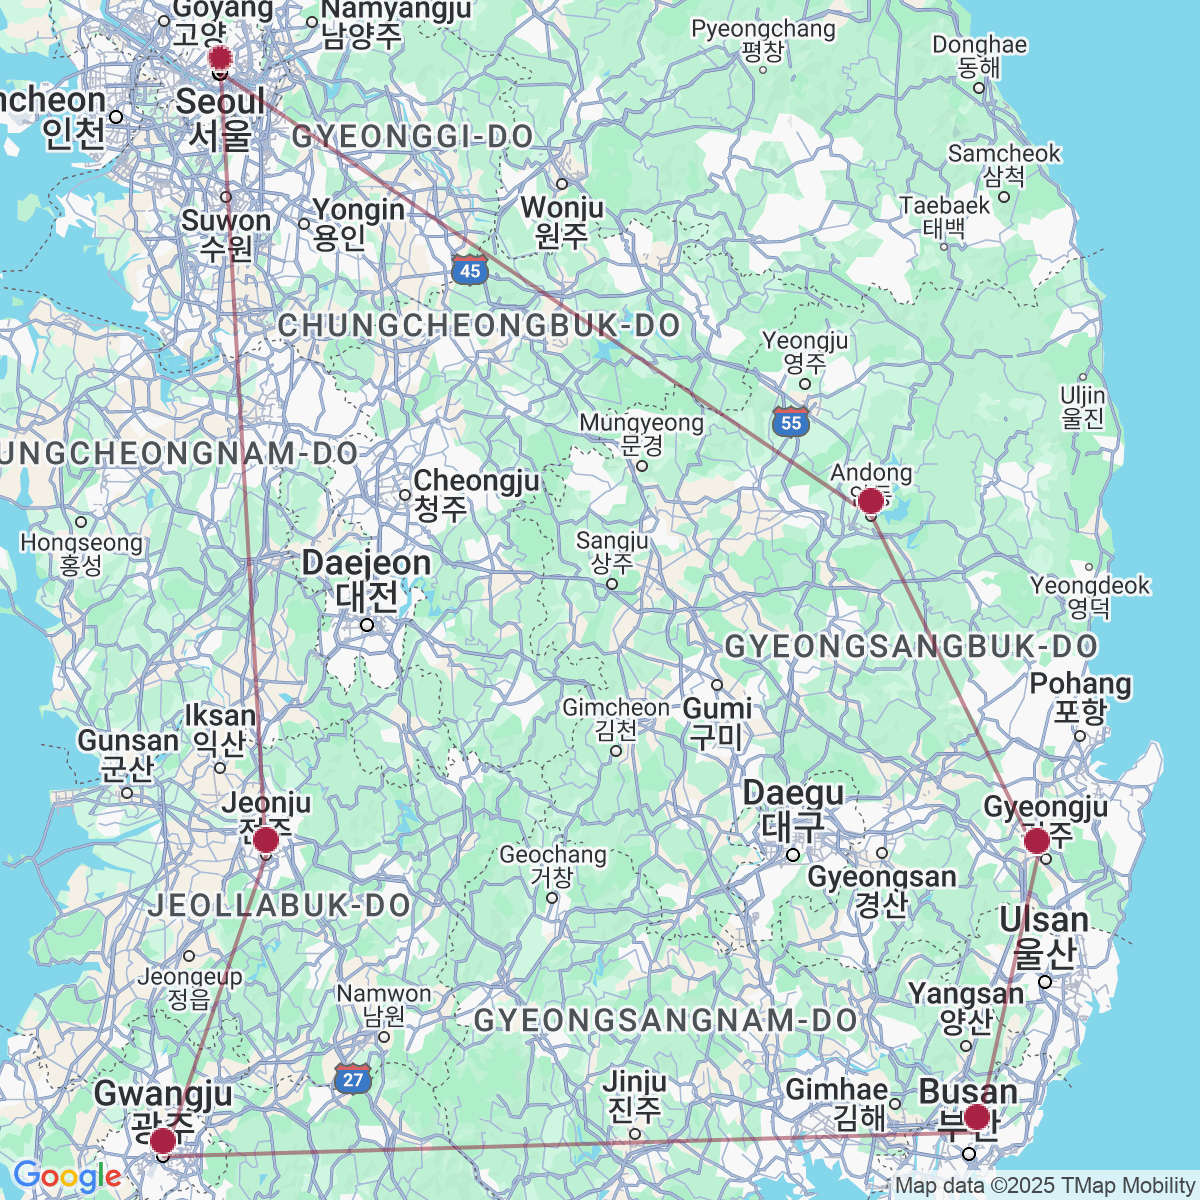 Goyang
고양
Namyangju
남양주
Pyeongchang
평창
Donghae
동해
ncheon
인천
Seoul
서울
GYEONGGI-DO
Samcheok
삼척
Suwon
수원
Yongin
용인
Wonju
원주
Taebaek
태백
45
CHUNGCHEONGBUK-DO
Yeongju
영주
Uljin
울진
55
Mungyeong
문경
UNGCHEONGNAM-DO
Cheongju
청주
Andong
Hongseong
홍성
Daejeon
대전
Sangju
상주
Yeongdeok
영덕
GYEONGSANGBUK-DO
Pohang
포항
Iksan
익산
Gunsan
군산
Gimcheon
김천
Gumi
구미
Jeonju
Daegu
대구
Gyeongju
Geochang
거창
Gyeongsan
경산
JEOLLABUK-DO
Ulsan
울산
Jeongeup
정읍
Namwon
남원
GYEONGSANGNAM-DO
Yangsan
양산
27
Gwangju
광주
Jinju
진주
Gimhae
김해
Busan
부산
Google
Map data ©2025 TMap Mobility